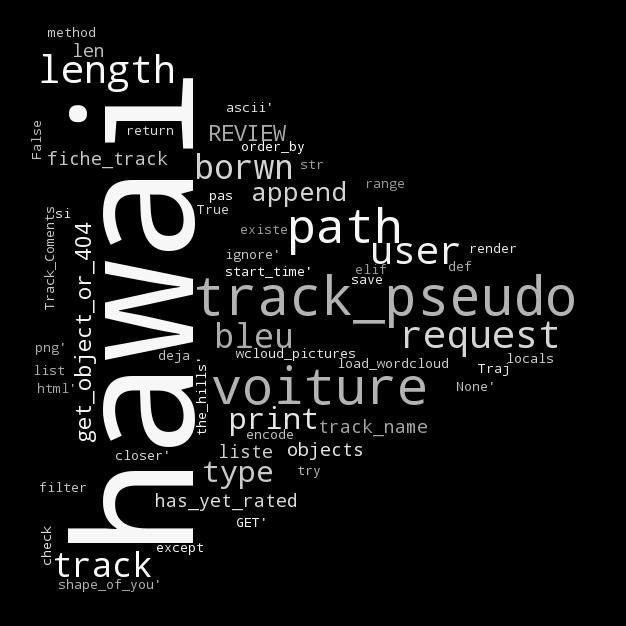 method
len
length
hawai
ascii'
return
REVIEW
False
order_by
fiche_track
borwn
str
append
range
pas
True
si
Track_Coments
path
existe
user
render
get_object_or_404
ignore'
start_time'
elif
def
save
track_pseudo
bleu
request
png'
deja
wcloud_pictures
load_wordcloud
locals
list
Traj
html'
the_hills'
voiture
None'
print
track_name
encode
closer'
liste
objects
type
try
filter
has_yet_rated
GET'
check
except
track
shape_of_you'